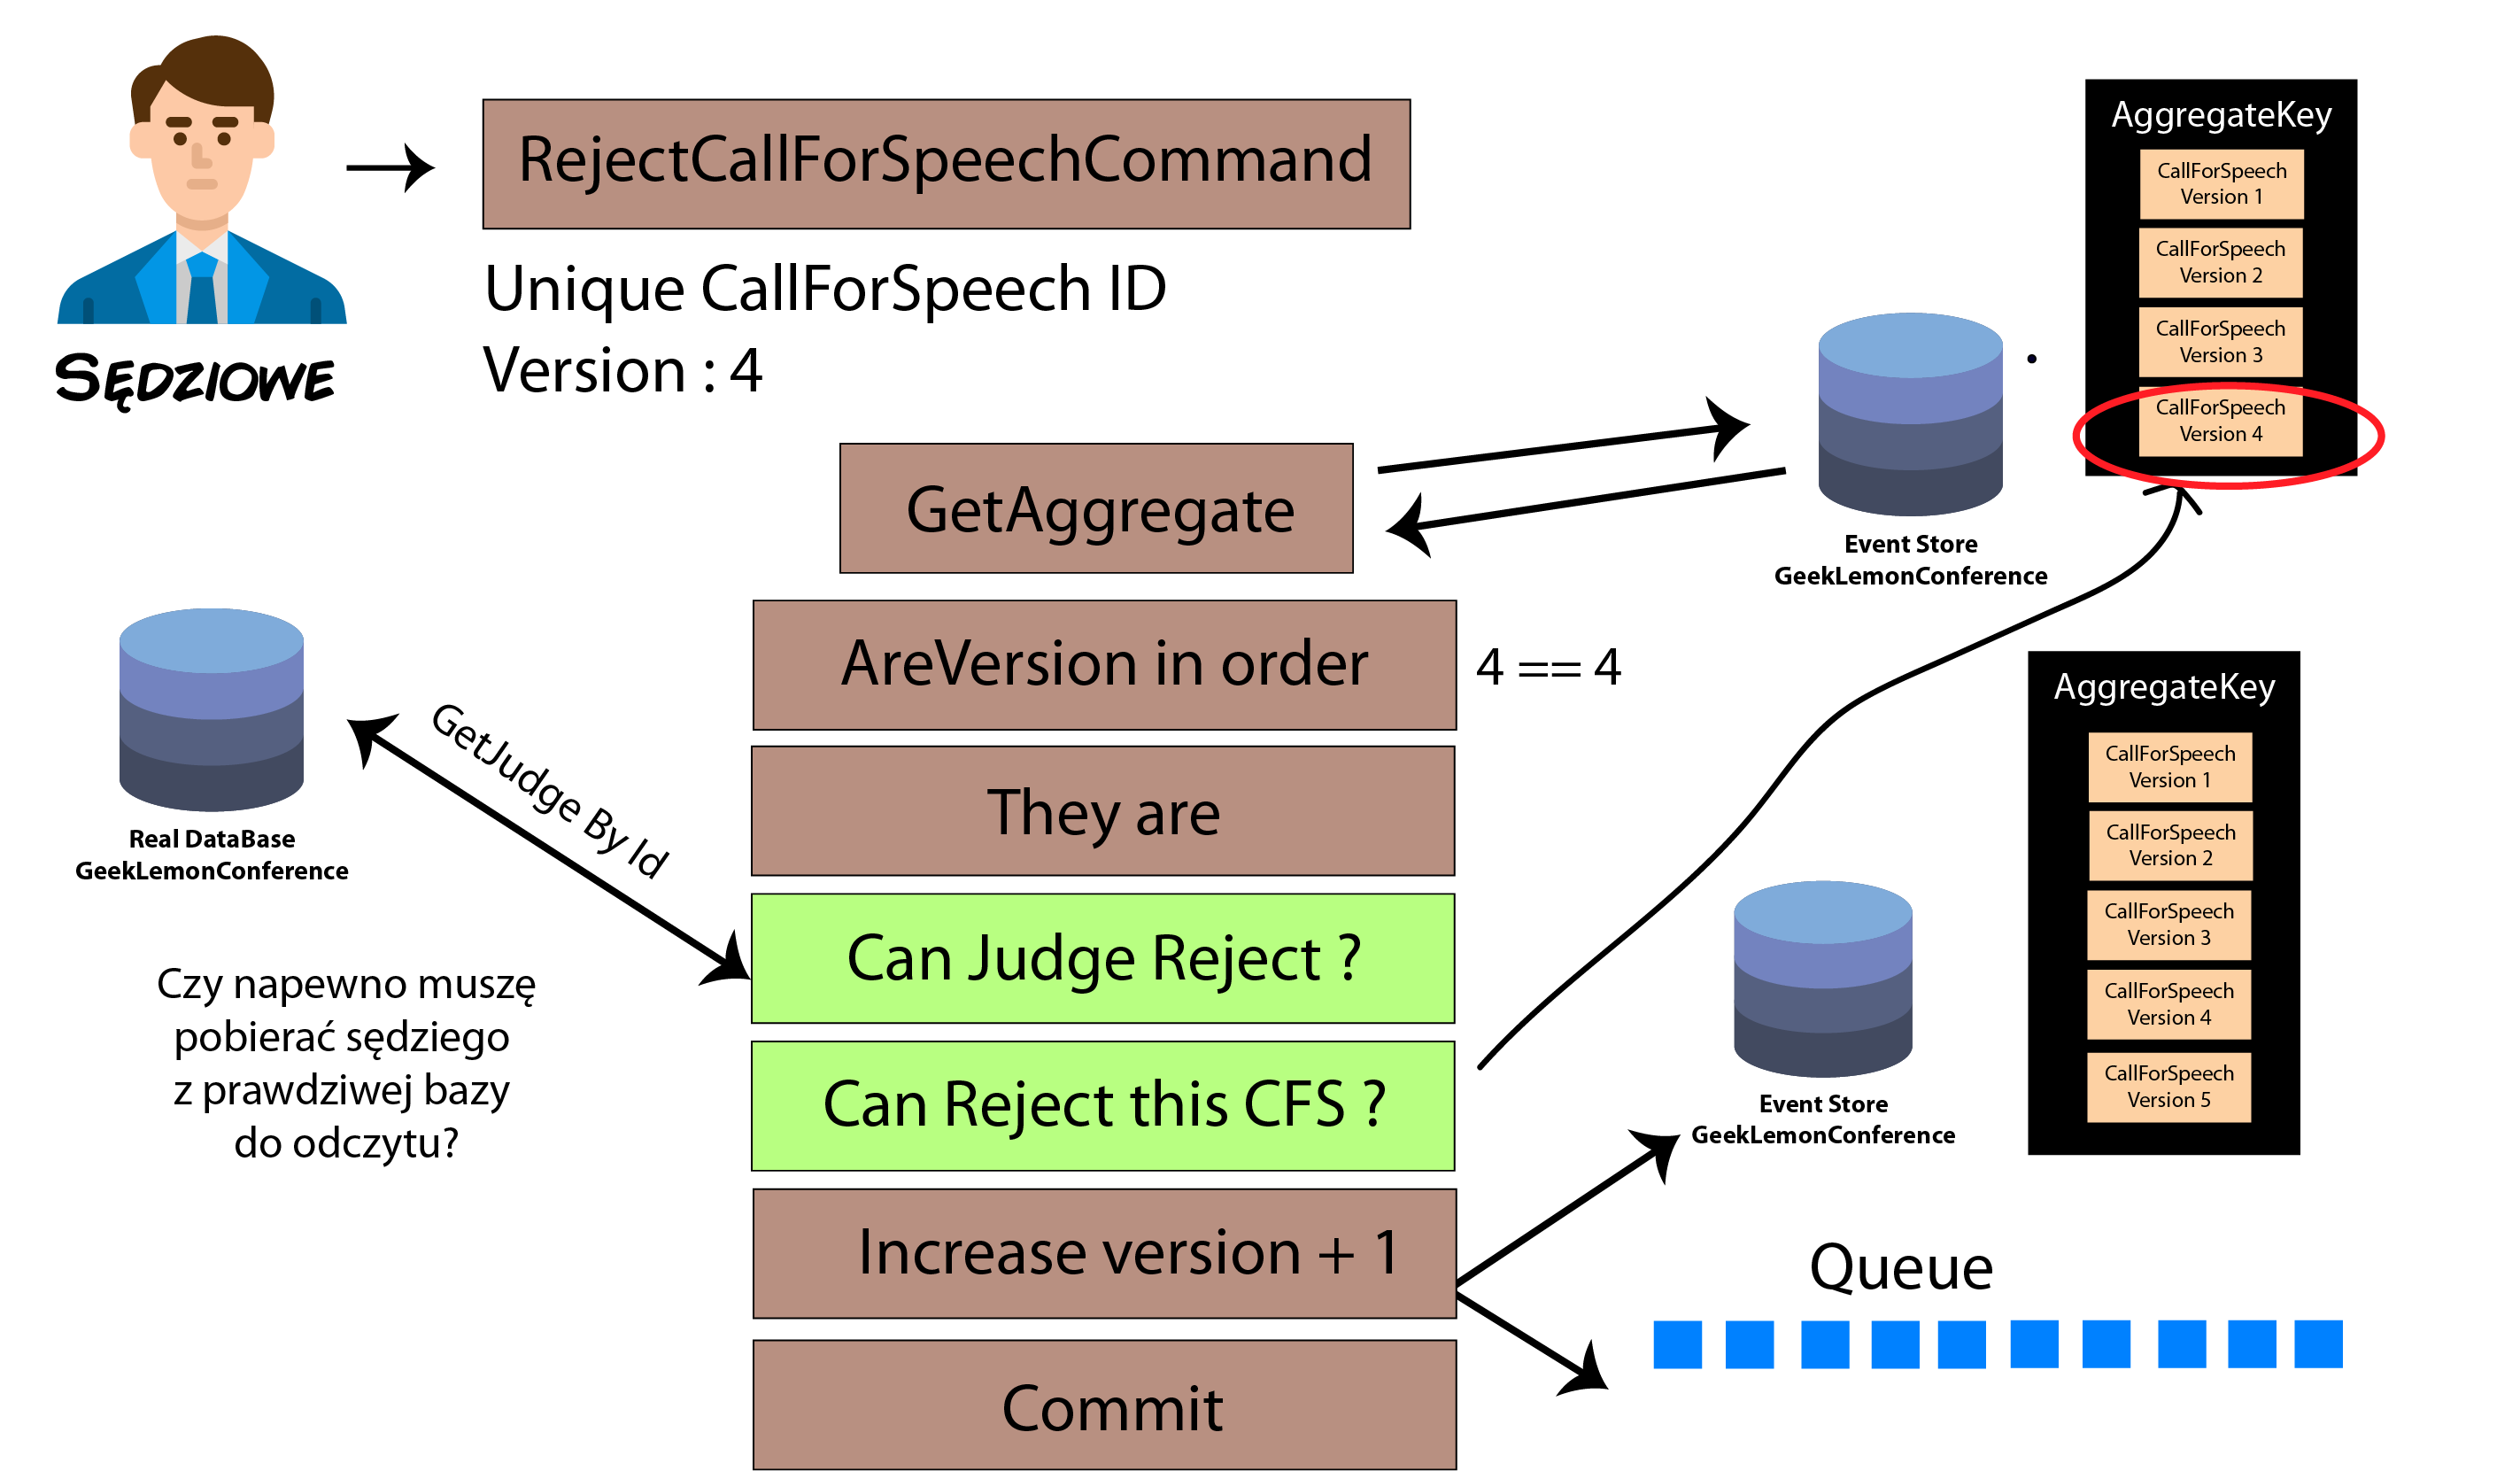 SĘDZIOWE
RejectCallForSpeechCommand
Unique CallForSpeech ID
Version : 4
AggregateKey
CallForSpeech
Version 1
CallForSpeech
Version 2
CallForSpeech
Version 3
CallForSpeech
Version 4
GetAggregate
Event Store
GeekLemonConference
AreVersion in order
4 == 4
They are
GetJudge By Id
Real DataBase
GeekLemonConference
Czy napewno muszę
pobierać sędziego
z prawdziwej bazy
do odczytu?
Can Judge Reject ?
Can Reject this CFS ?
Increase version + 1
Commit
AggregateKey
CallForSpeech
Version 1
CallForSpeech
Version 2
CallForSpeech
Version 3
CallForSpeech
Version 4
CallForSpeech
Version 5
Event Store
GeekLemonConference
Queue